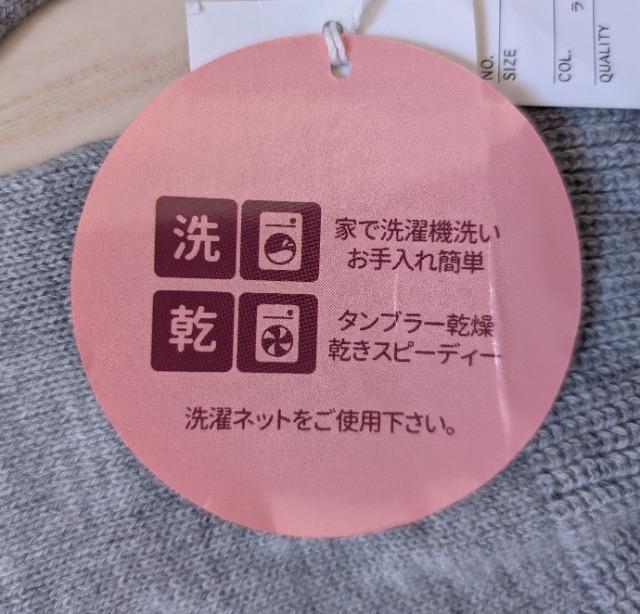 NO.
SIZE
COL. ラ
QUALITY
洗
家で洗濯機洗い
お手入れ簡単
乾
タンブラー乾燥
乾きスピーディー
洗濯ネットをご使用下さい。